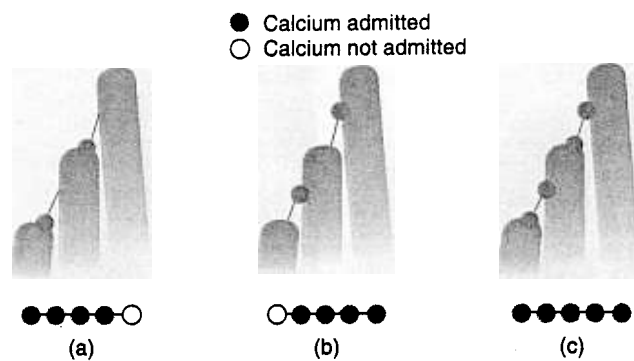 Calcium admitted
Calcium not admitted
(a)
(b)
(c)